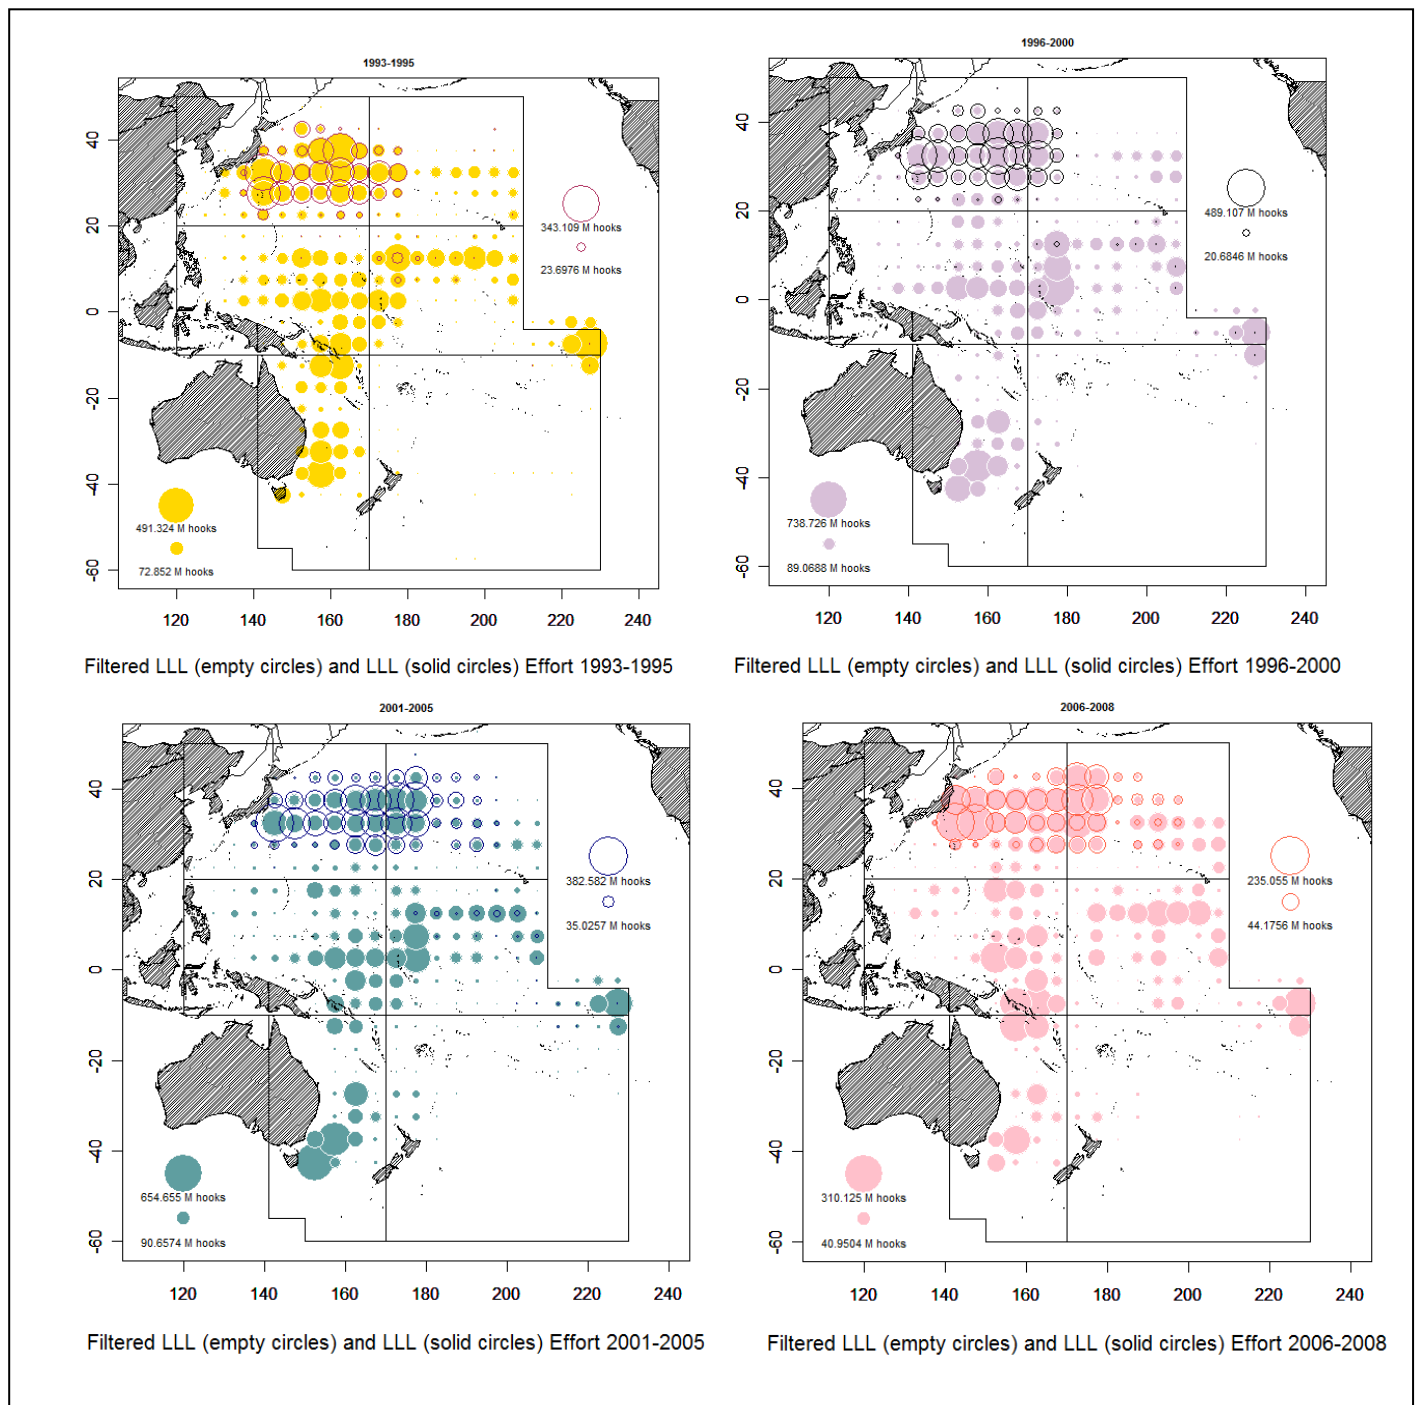 1993-1995
40
20
0
-20
-40
-60
343.109 M hooks
23.6976 M hooks
491.324 M hooks
72.852 M hooks
120 140 160 180 200 220 240
Filtered LLL (empty circles) and LLL (solid circles) Effort 1993-1995
1996-2000
40
20
0
-20
-40
-60
489.107 M hooks
20.6846 M hooks
738.726 M hooks
89.0688 M hooks
120 140 160 180 200 220 240
Filtered LLL (empty circles) and LLL (solid circles) Effort 1996-2000
2001-2005
40
20
0
-20
-40
-60
382.582 M hooks
35.0257 M hooks
654.655 M hooks
90.6574 M hooks
120 140 160 180 200 220 240
Filtered LLL (empty circles) and LLL (solid circles) Effort 2001-2005
2006-2008
40
20
0
-20
-40
-60
235.055 M hooks
44.1756 M hooks
310.125 M hooks
40.9504 M hooks
120 140 160 180 200 220 240
Filtered LLL (empty circles) and LLL (solid circles) Effort 2006-2008